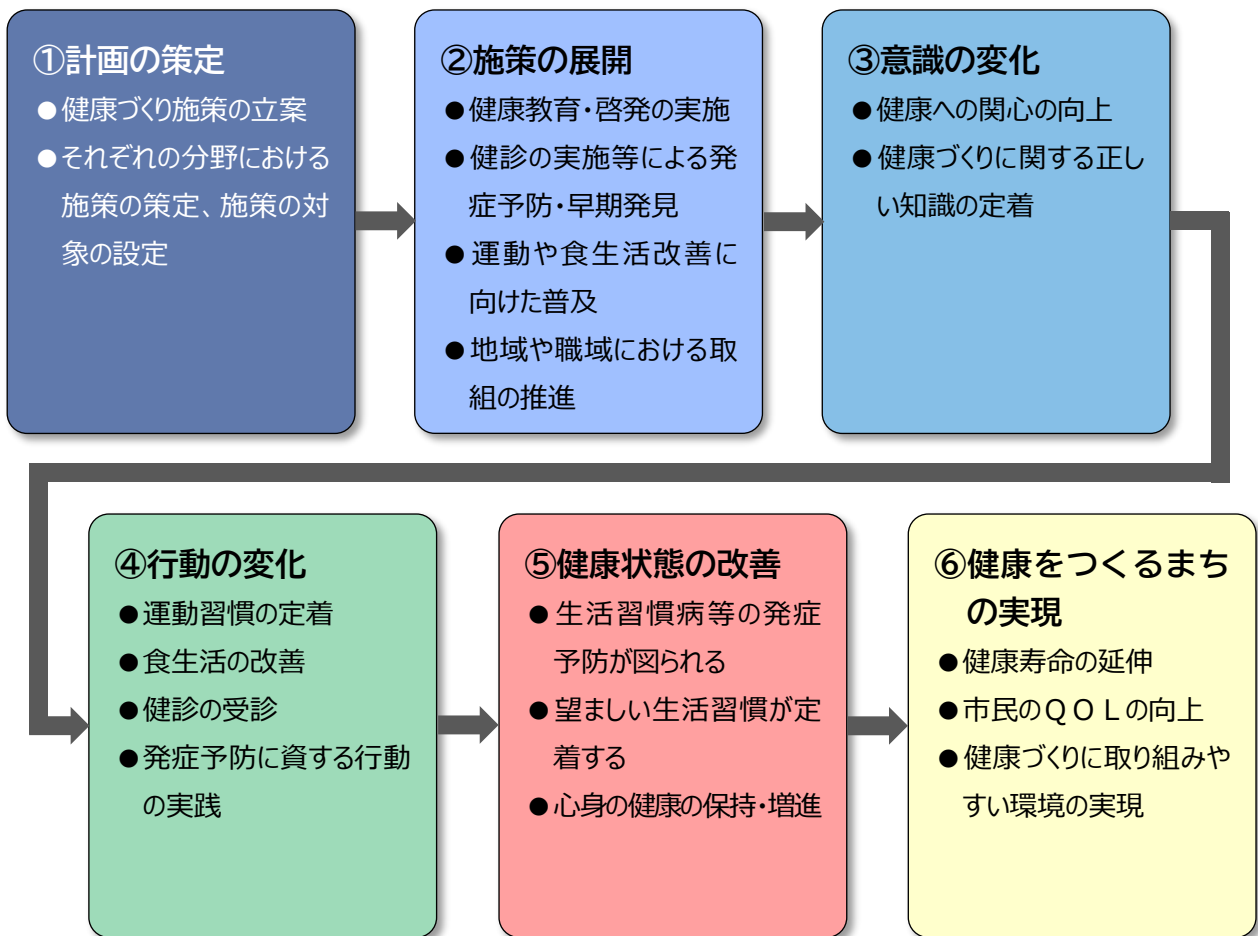 ①計画の策定
●健康づくり施策の立案
●それぞれの分野における
施策の策定、施策の対
象の設定
②施策の展開
●健康教育・啓発の実施
●健診の実施等による発
症予防・早期発見
●運動や食生活改善に
向けた普及
●地域や職域における取
組の推進
③意識の変化
●健康への関心の向上
●健康づくりに関する正し
い知識の定着
④行動の変化
●運動習慣の定着
●食生活の改善
●健診の受診
●発症予防に資する行動
の実践
⑤健康状態の改善
●生活習慣病等の発症
予防が図られる
●望ましい生活習慣が定
着する
●心身の健康の保持・増進
⑥健康をつくるまち
の実現
●健康寿命の延伸
●市民のＱＯＬの向上
●健康づくりに取り組みや
すい環境の実現